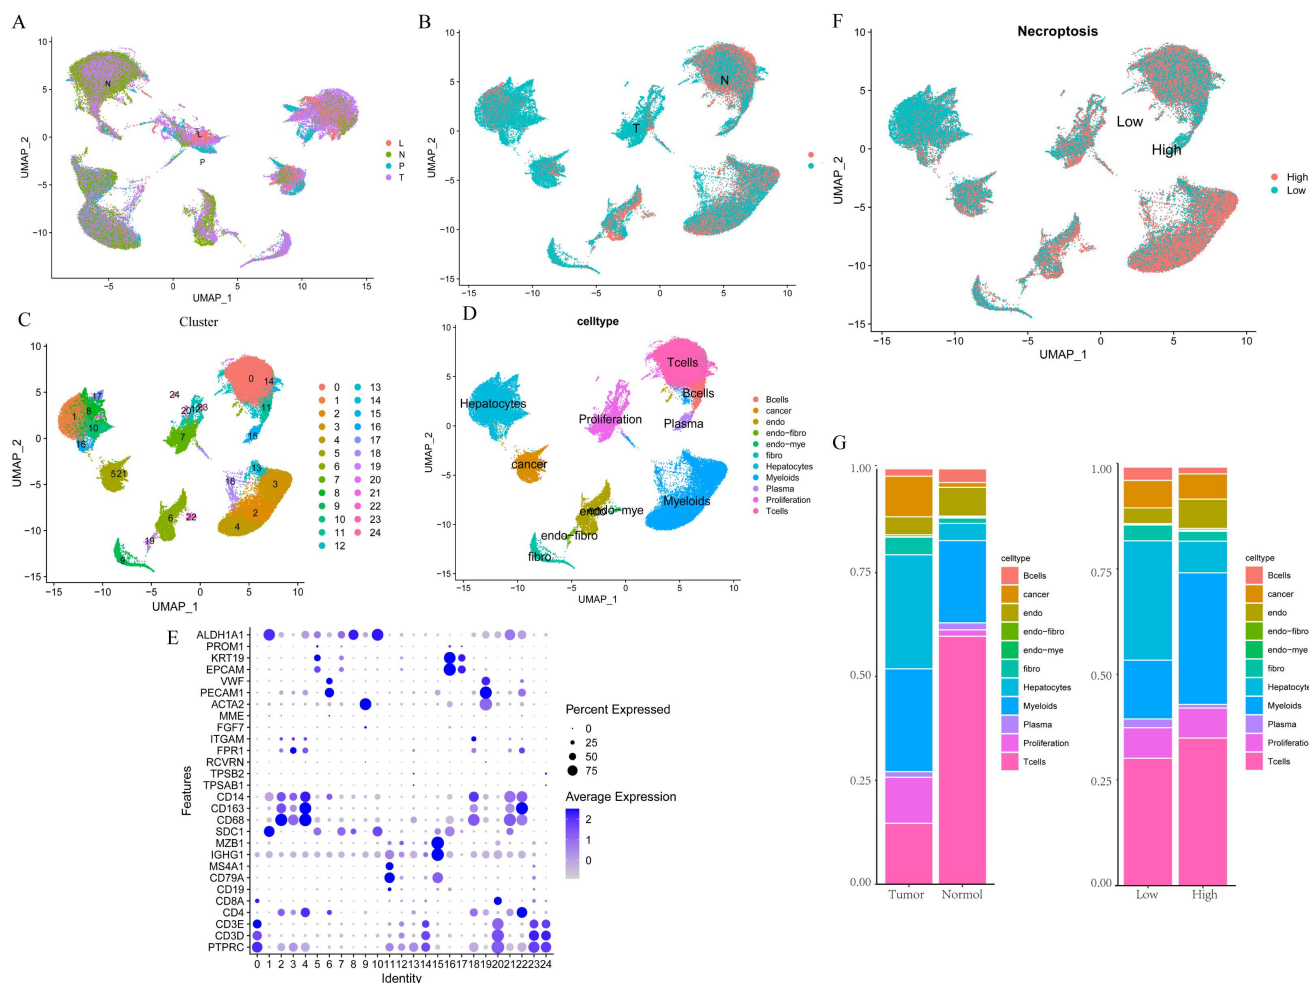 A
10
5
0
−5
−10
UMAP_2
−5
0
5
10
15
UMAP_1
N
L
P
L
N
P
T
B
10
5
0
−5
−10
−15
UMAP_2
−15
−10
−5
0
5
10
UMAP_1
N
T
F
Necroptosis
10
5
0
−5
−10
−15
UMAP_2
−15
−10
−5
0
5
10
UMAP_1
Low
High
High
Low
C
Cluster
10
5
0
−5
−10
−15
UMAP_2
−15
−10
−5
0
5
10
UMAP_1
0
14
11
15
24
20
12
23
7
17
1
8
10
16
5
21
13
18
3
2
4
6
22
19
9
0
1
2
3
4
5
6
7
8
9
10
11
12
13
14
15
16
17
18
19
20
21
22
23
24
D
celltype
10
5
0
−5
−10
−15
UMAP_2
−15
−10
−5
0
5
10
UMAP_1
Tcells
Bcells
Hepatocytes
Proliferation
Plasma
cancer
Myeloids
endo
endo−mye
endo−fibro
fibro
Bcells
cancer
endo
endo−fibro
endo−mye
fibro
Hepatocytes
Myeloids
Plasma
Proliferation
Tcells
E
Features
ALDH1A1
PROM1
KRT19
EPCAM
VWF
PECAM1
ACTA2
MME
FGF7
ITGAM
FPR1
RCVRN
TPSB2
TPSAB1
CD14
CD163
CD68
SDC1
MZB1
IGHG1
MS4A1
CD79A
CD19
CD8A
CD4
CD3E
CD3D
PTPRC
0 1 2 3 4 5 6 7 8 9 10 11 12 13 14 15 16 17 18 19 20 21 22 23 24
Identity
Percent Expressed
0
25
50
75
Average Expression
2
1
0
G
1.00
0.75
0.50
0.25
0.00
Tumor Normol
celltype
Bcells
cancer
endo
endo−fibro
endo−mye
fibro
Hepatocytes
Myeloids
Plasma
Proliferation
Tcells
1.00
0.75
0.50
0.25
0.00
Low High
celltype
Bcells
cancer
endo
endo−fibro
endo−mye
fibro
Hepatocyte
Myeloids
Plasma
Proliferatio
Tcells